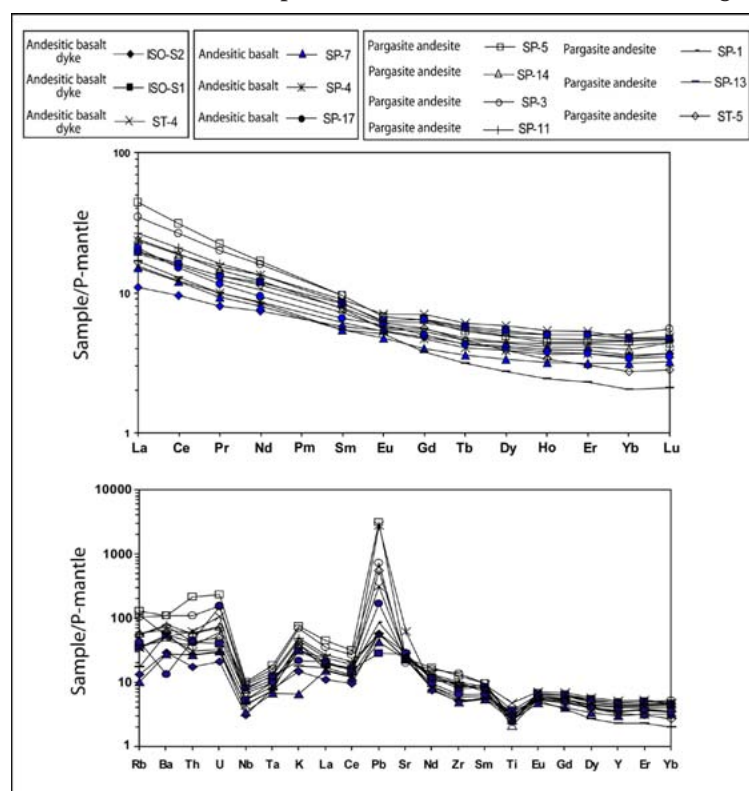 Andesitic basalt dyke ISO-S2
Andesitic basalt dyke ISO-S1
Andesitic basalt dyke ST-4
Andesitic basalt SP-7
Andesitic basalt SP-4
Andesitic basalt SP-17
Pargasite andesite SP-5
Pargasite andesite SP-14
Pargasite andesite SP-3
Pargasite andesite SP-11
Pargasite andesite SP-1
Pargasite andesite SP-13
Pargasite andesite ST-5
Sample/P-mantle
100
10
1
La Ce Pr Nd Pm Sm Eu Gd Tb Dy Ho Er Yb Lu
Sample/P-mantle
10000
1000
100
10
1
Rb Ba Th U Nb Ta K La Ce Pb Sr Nd Zr Sm Ti Eu Gd Dy Y Er Yb